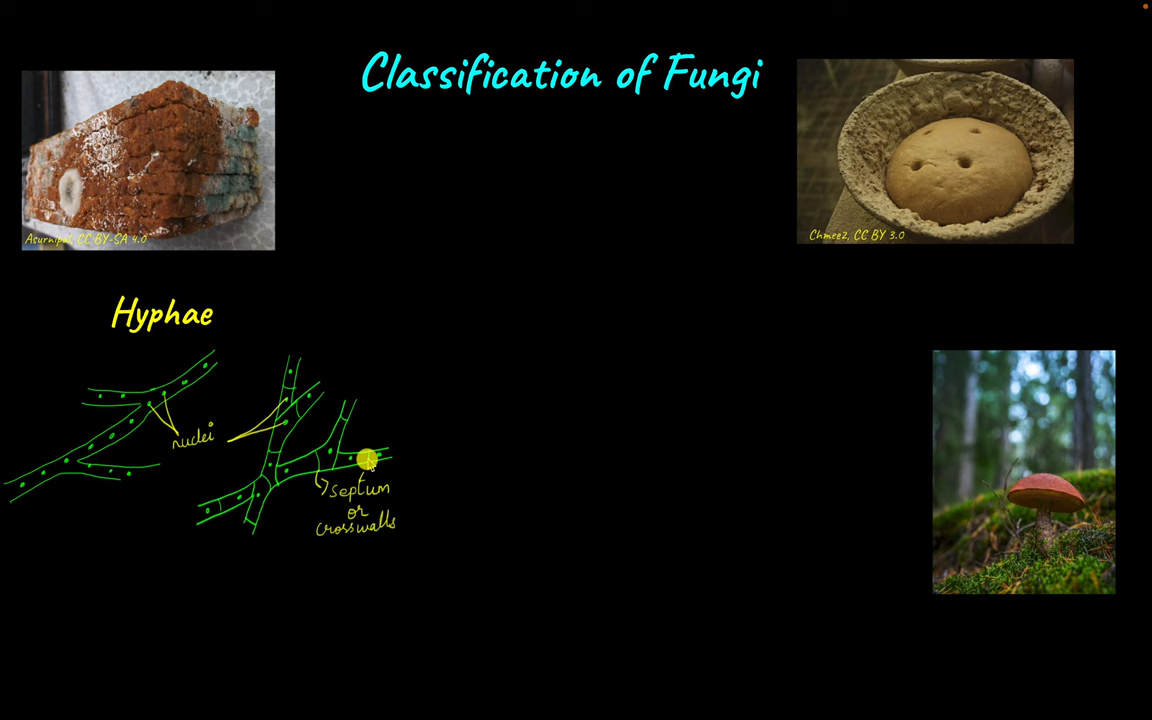 Classification of Fungi
Asurnipal, CC BY-SA 4.0
Chmee2, CC BY 3.0
Hyphae
nuclei
septum
or
crosswalls